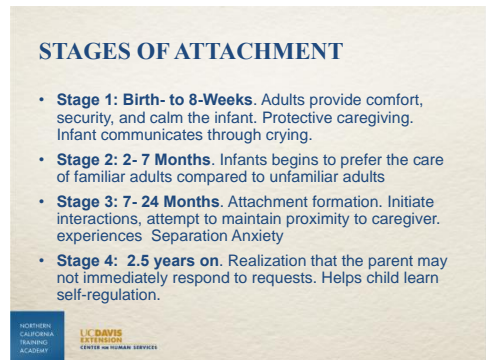 STAGES OF ATTACHMENT
• Stage 1: Birth- to 8-Weeks. Adults provide comfort,
security, and calm the infant. Protective caregiving.
Infant communicates through crying.
• Stage 2: 2- 7 Months. Infants begins to prefer the care
of familiar adults compared to unfamiliar adults
• Stage 3: 7- 24 Months. Attachment formation. Initiate
interactions, attempt to maintain proximity to caregiver.
experiences  Separation Anxiety
• Stage 4:  2.5 years on. Realization that the parent may
not immediately respond to requests. Helps child learn
self-regulation.
NORTHERN
CALIFORNIA
TRAINING
ACADEMY
UCDAVIS
EXTENSION
CENTER FOR HUMAN SERVICES